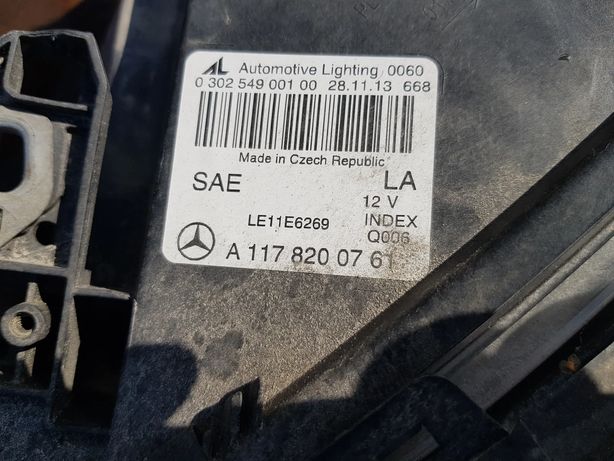 AL Automotive Lighting 0060
0 302 549 001 00 28.11.13 668
Made in Czech Republic
SAE LA
12 V
LE11E6269 INDEX
Q006
A 117 820 07 61